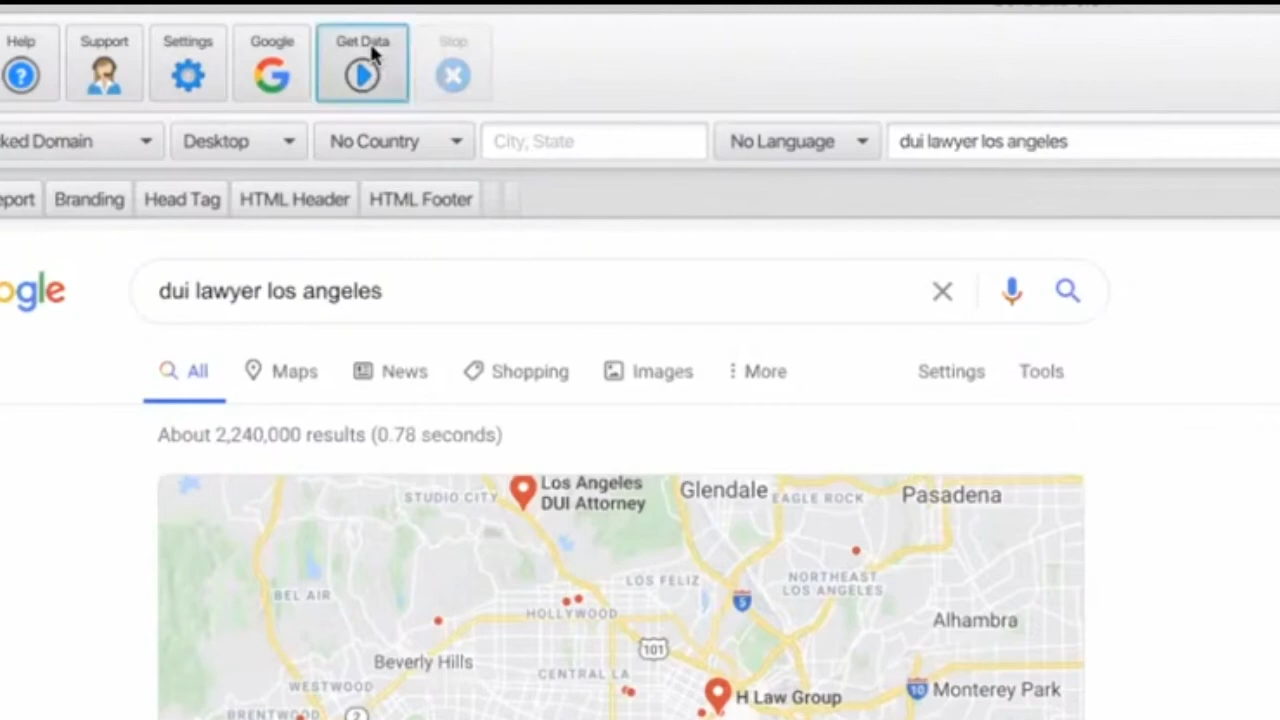 Help Support Settings Google Get Data Stop
ked Domain Desktop No Country City, State No Language dui lawyer los angeles
port Branding Head Tag HTML Header HTML Footer
ogle dui lawyer los angeles
All Maps News Shopping Images More Settings Tools
About 2,240,000 results (0.78 seconds)
Los Angeles
DUI Attorney
STUDIO CITY
Glendale
EAGLE ROCK
Pasadena
LOS FELIZ
NORTHEAST
LOS ANGELES
5
BEL AIR
HOLLYWOOD
Alhambra
101
Beverly Hills
CENTRAL LA
WESTWOOD
H Law Group
10
Monterey Park
BRENTWOOD
2